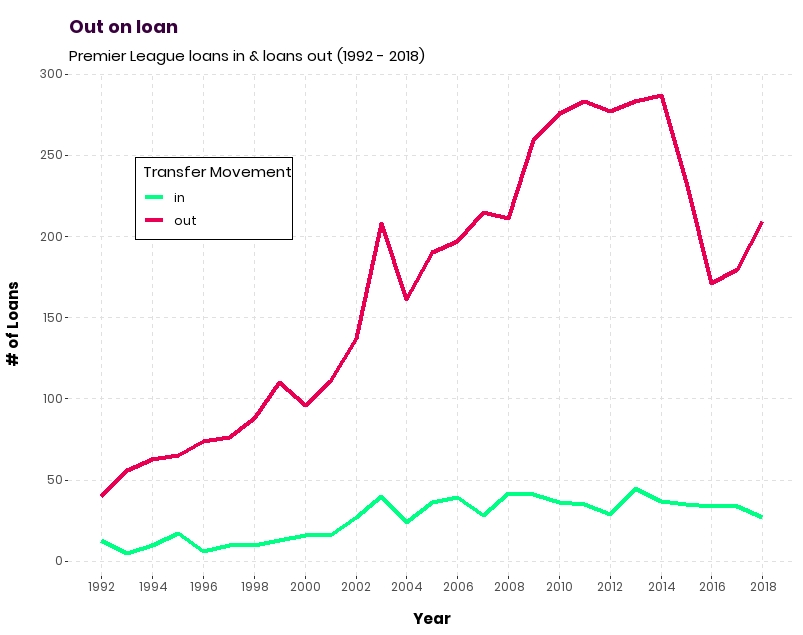 Out on loan
Premier League loans in & loans out (1992 - 2018)
300
250
200
150
100
50
0
# of Loans
Transfer Movement
in
out
1992 1994 1996 1998 2000 2002 2004 2006 2008 2010 2012 2014 2016 2018
Year